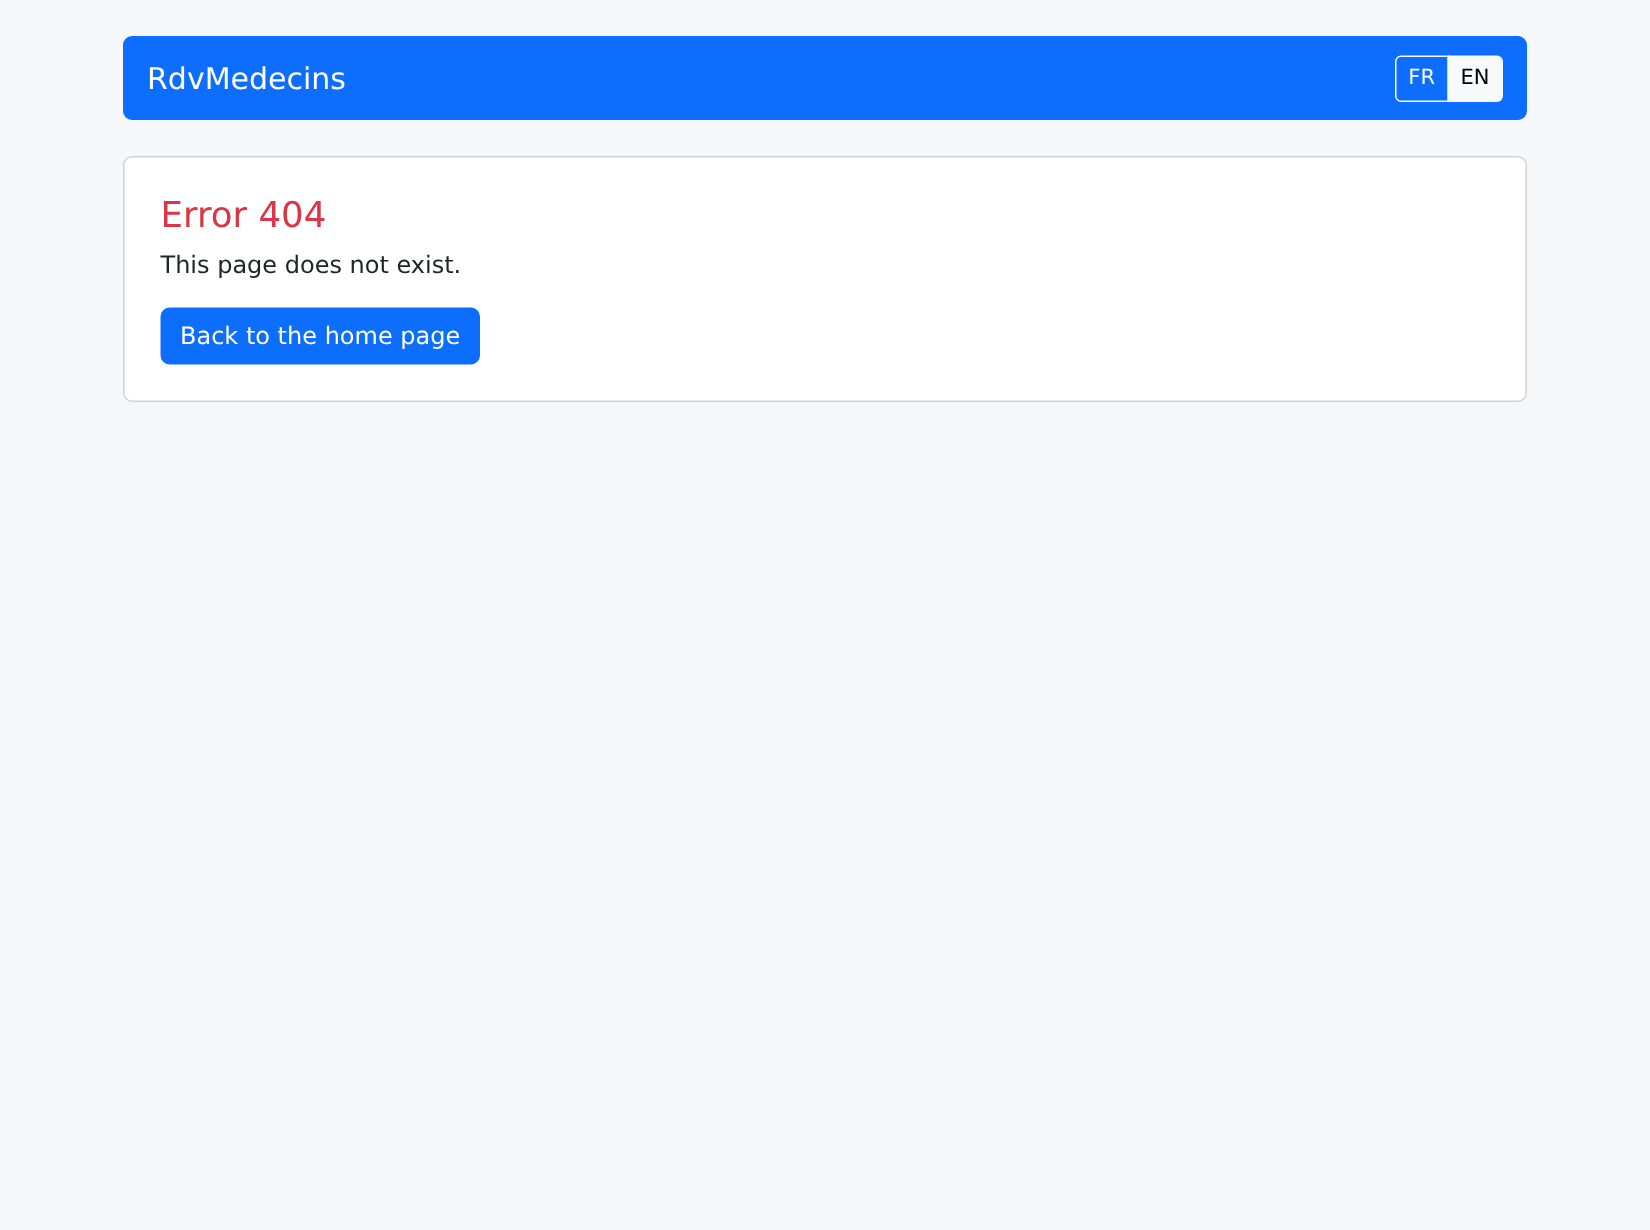 RdvMedecins
FR EN
Error 404
This page does not exist.
Back to the home page